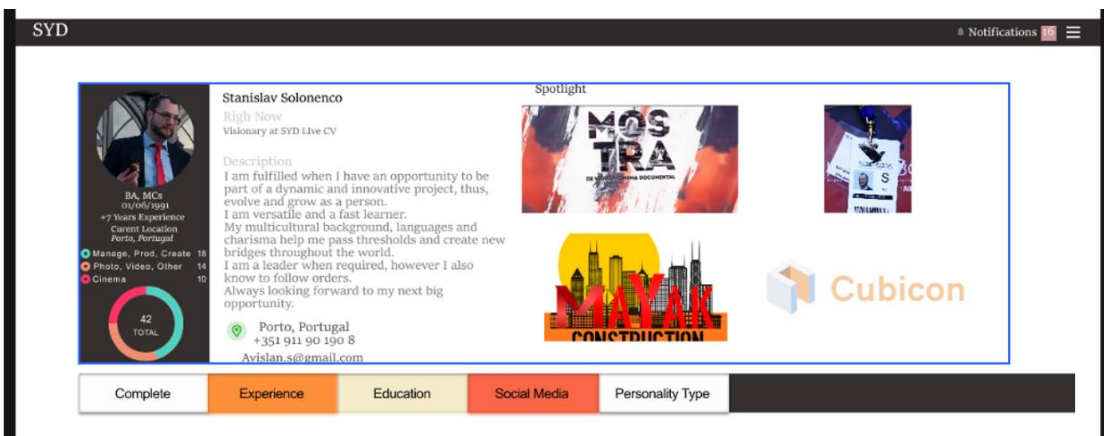 SYD
Notifications 16
Stanislav Solonenco
Righ Now
Visionary at SYD LIve CV
Description
I am fulfilled when I have an opportunity to be
part of a dynamic and innovative project, thus,
evolve and grow as a person.
I am versatile and a fast learner.
My multicultural background, languages and
charisma help me pass thresholds and create new
bridges throughout the world.
I am a leader when required, however I also
know to follow orders.
Always looking forward to my next big
opportunity.
Porto, Portugal
+351 911 90 190 8
Avislan.s@gmail.com
BA, MCs
01/06/1991
+7 Years Experience
Curent Location
Porto, Portugal
Manage, Prod, Create 18
Photo, Video, Other 14
Cinema 10
42
TOTAL
Spotlight
MOS
TRA
CINEMA DOCUMENTAL
S
MAYAK
CONSTRUCTION
Cubicon
Complete
Experience
Education
Social Media
Personality Type